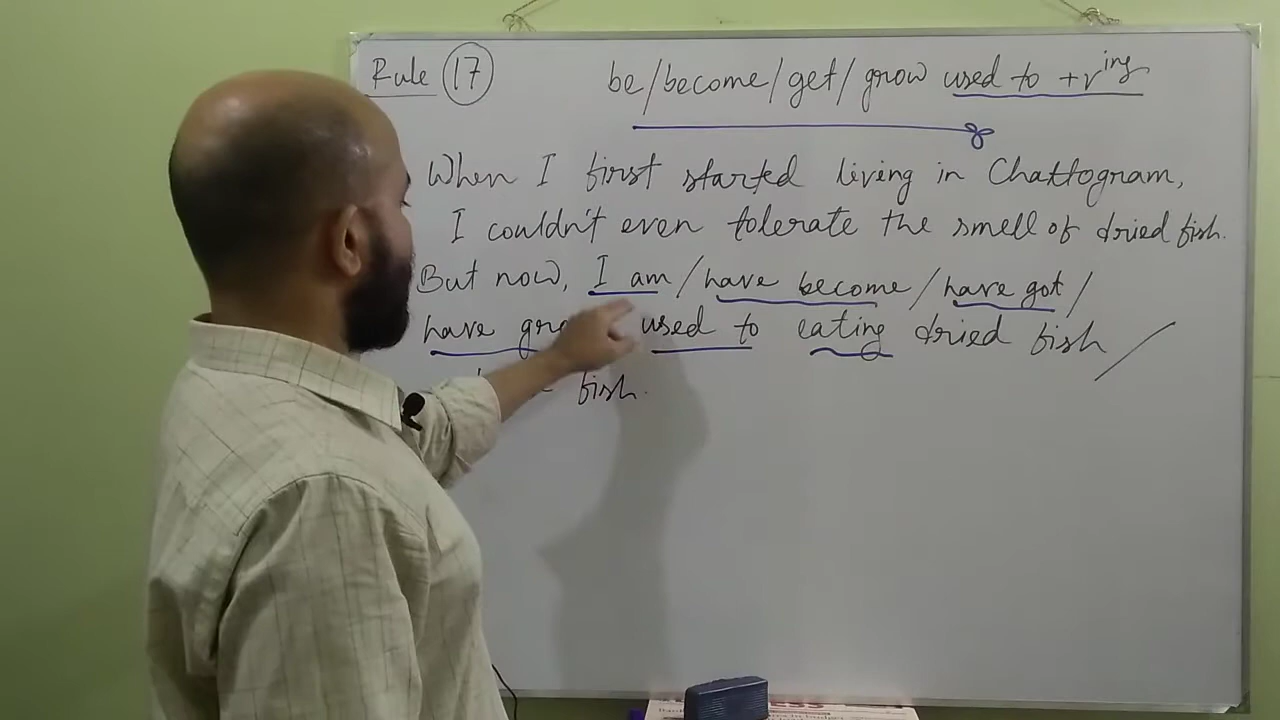 Rule 17
be/become/get/grow used to +v ing
When I first started living in Chattogram,
I couldn't even tolerate the smell of dried fish.
But now, I am/have become/have got/
have used to eating dried fish/
fish.